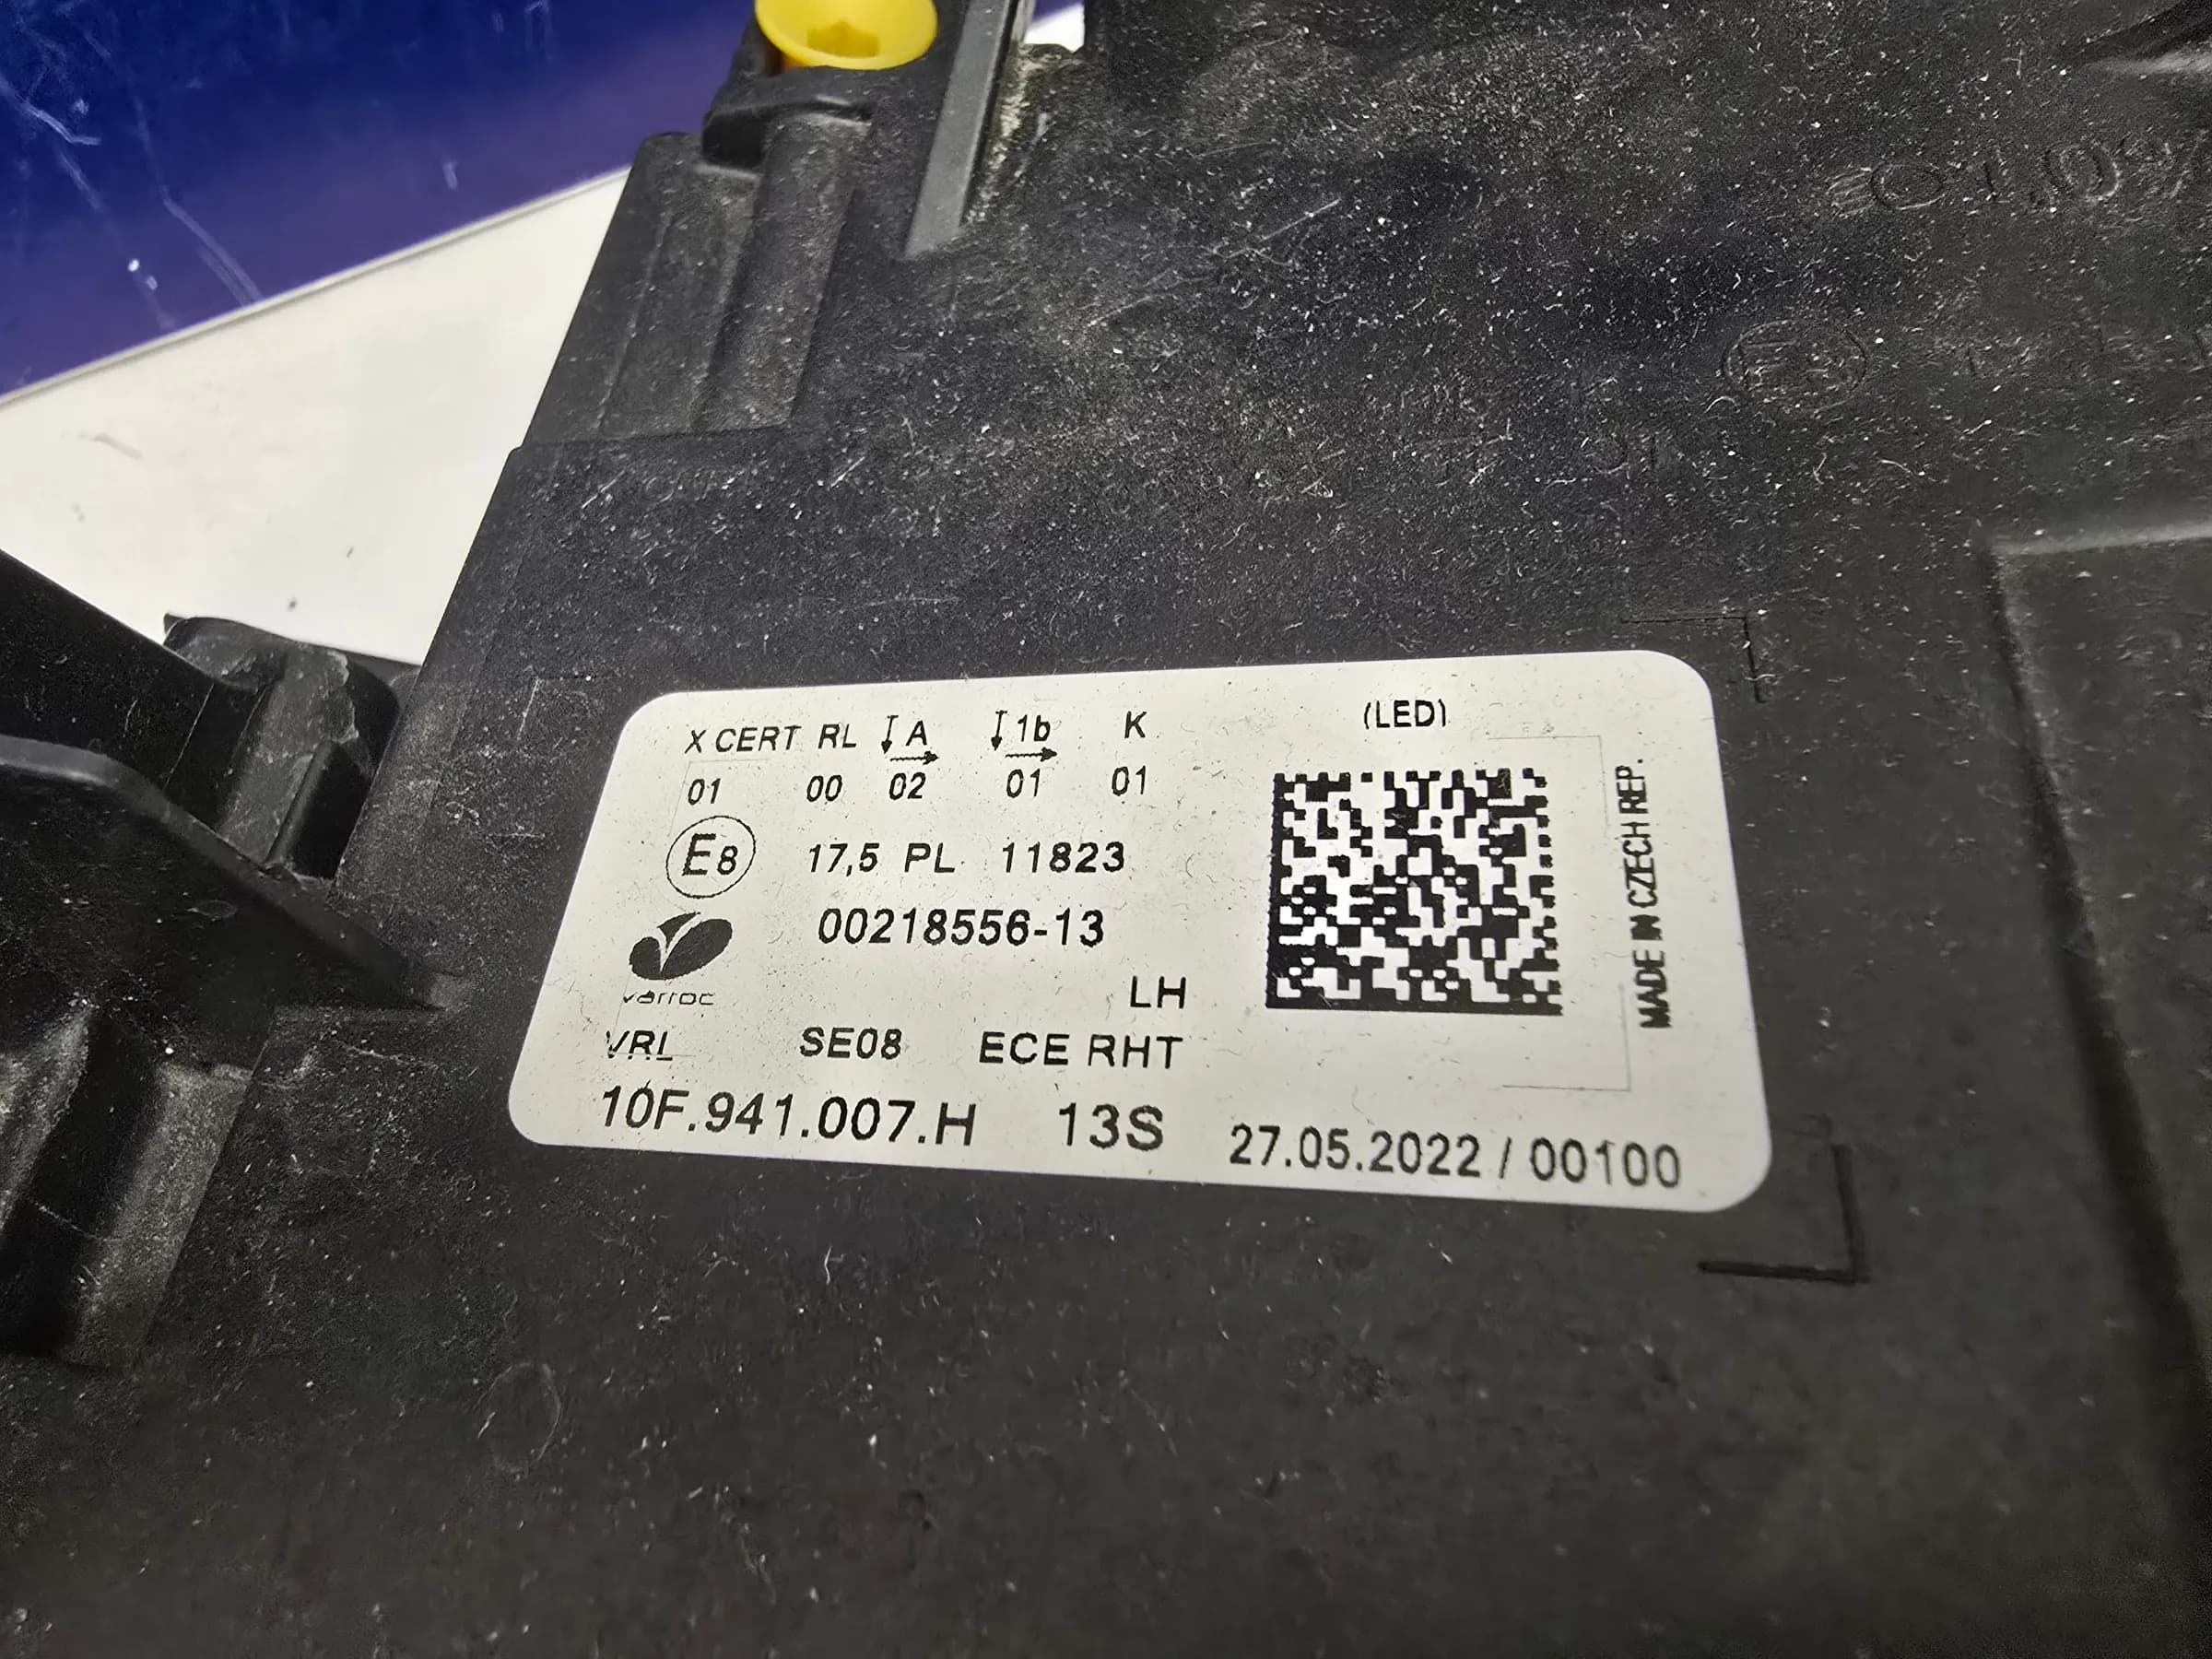 X CERT RL A 1b K (LED)
01 00 02 01 01
E8 17,5 PL 11823
00218556-13
varroc
LH
VRL SE08 ECE RHT
10F.941.007.H 13S 27.05.2022 / 00100
MADE IN CZECH REP.